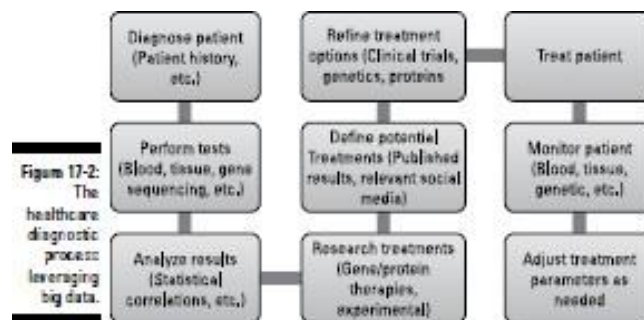 Diagnose patient
(Patient history,
etc.)
Perform tests
(Blood, tissue, gene
sequencing, etc.)
Analyze results
(Statistical
correlations, etc.)
Research treatments
(Gene/protein
therapies,
experimental)
Define potential
Treatments (Published
results, relevant social
media)
Refine treatment
options (Clinical trials,
genetics, proteins
Treat patient
Monitor patient
(Blood, tissue,
genetic, etc.)
Adjust treatment
parameters as
needed
Figure 17-2:
The
healthcare
diagnostic
process
leveraging
big data.